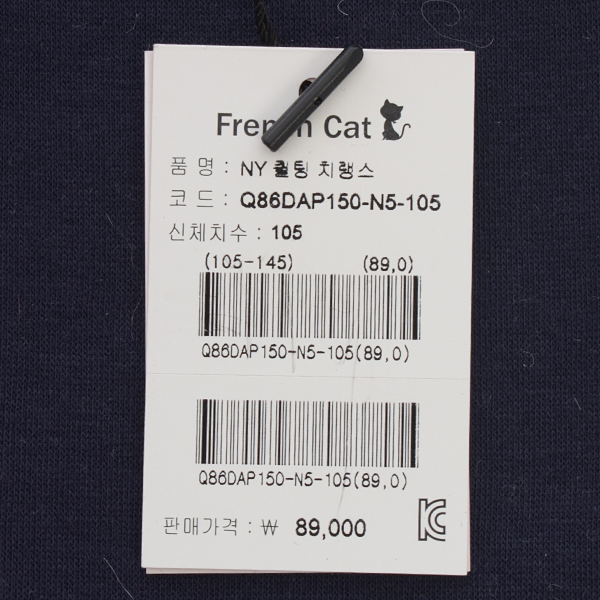 French Cat
품 명 : NY 퀼팅 치랭스
코 드 : Q86DAP150-N5-105
신체치수 : 105
(105-145) (89,0)
Q86DAP150-N5-105(89,0)
Q86DAP150-N5-105(89,0)
판매가격 : ₩ 89,000
KC